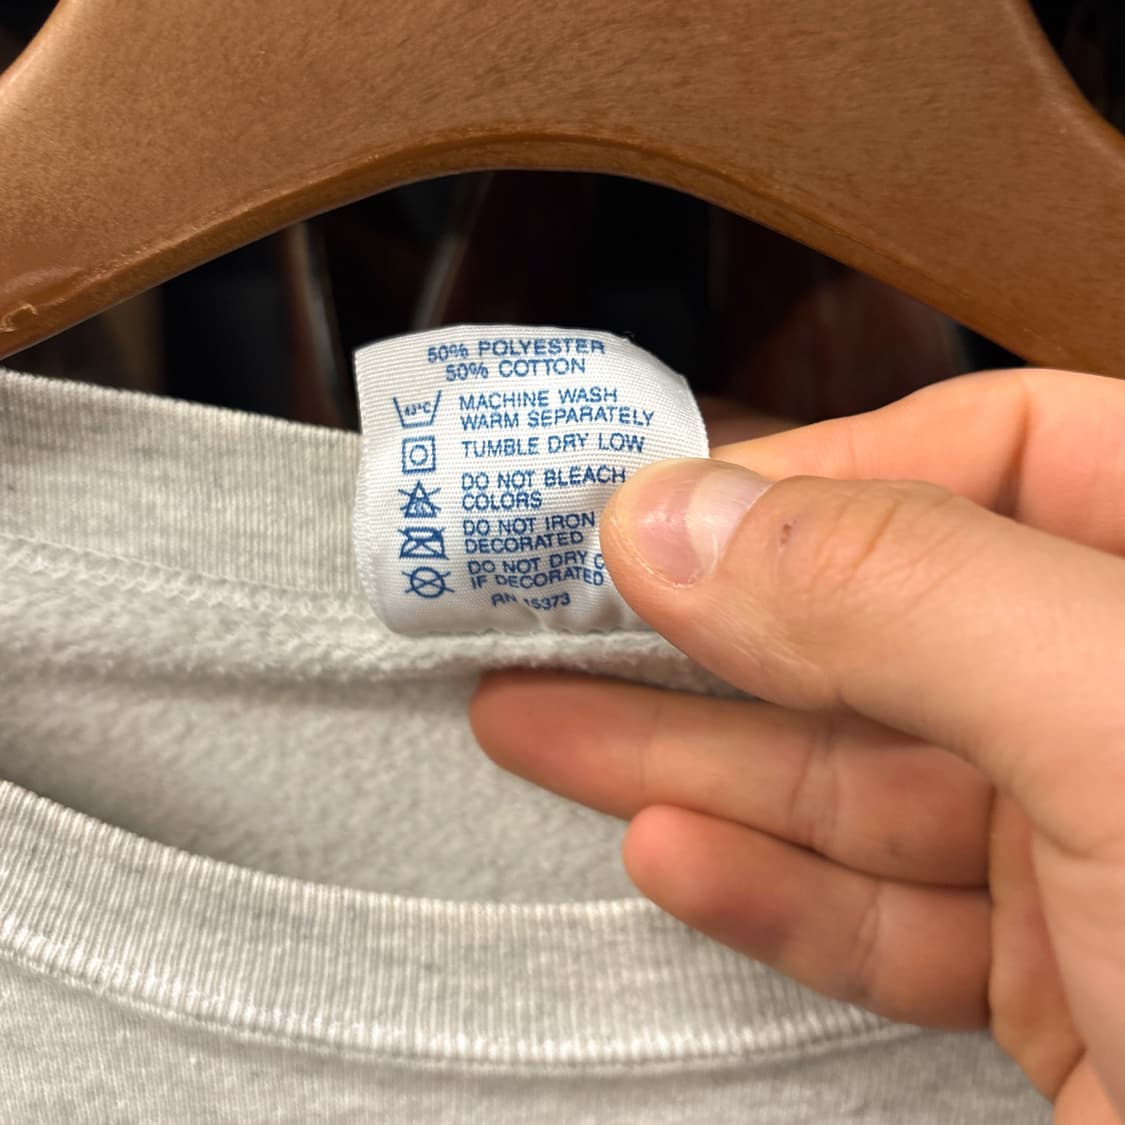 50% POLYESTER
50% COTTON
MACHINE WASH
WARM SEPARATELY
TUMBLE DRY LOW
DO NOT BLEACH
COLORS
DO NOT IRON
DECORATED
DO NOT DRY
IF DECORATED
RN